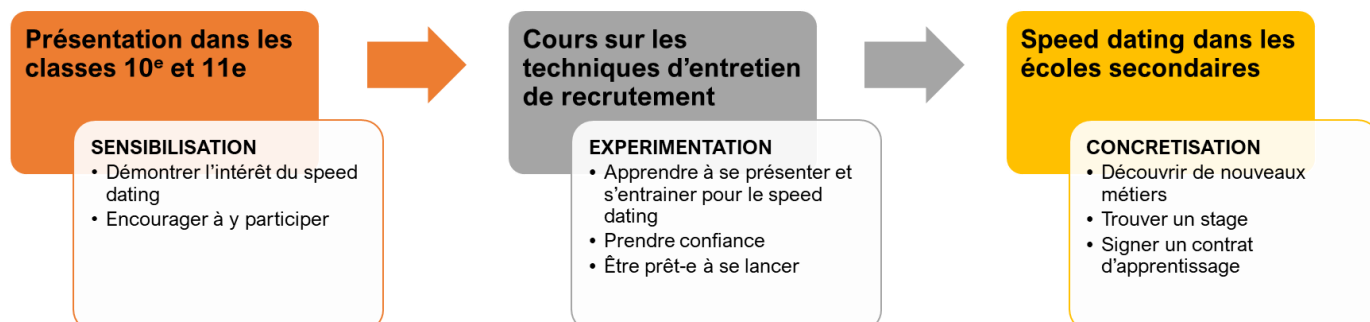 Présentation dans les
classes 10e et 11e
SENSIBILISATION
• Démontrer l'intérêt du speed
dating
• Encourager à y participer
Cours sur les
techniques d'entretien
de recrutement
EXPERIMENTATION
• Apprendre à se présenter et
s'entrainer pour le speed
dating
• Prendre confiance
• Être prêt-e à se lancer
Speed dating dans les
écoles secondaires
CONCRETISATION
• Découvrir de nouveaux
métiers
• Trouver un stage
• Signer un contrat
d'apprentissage